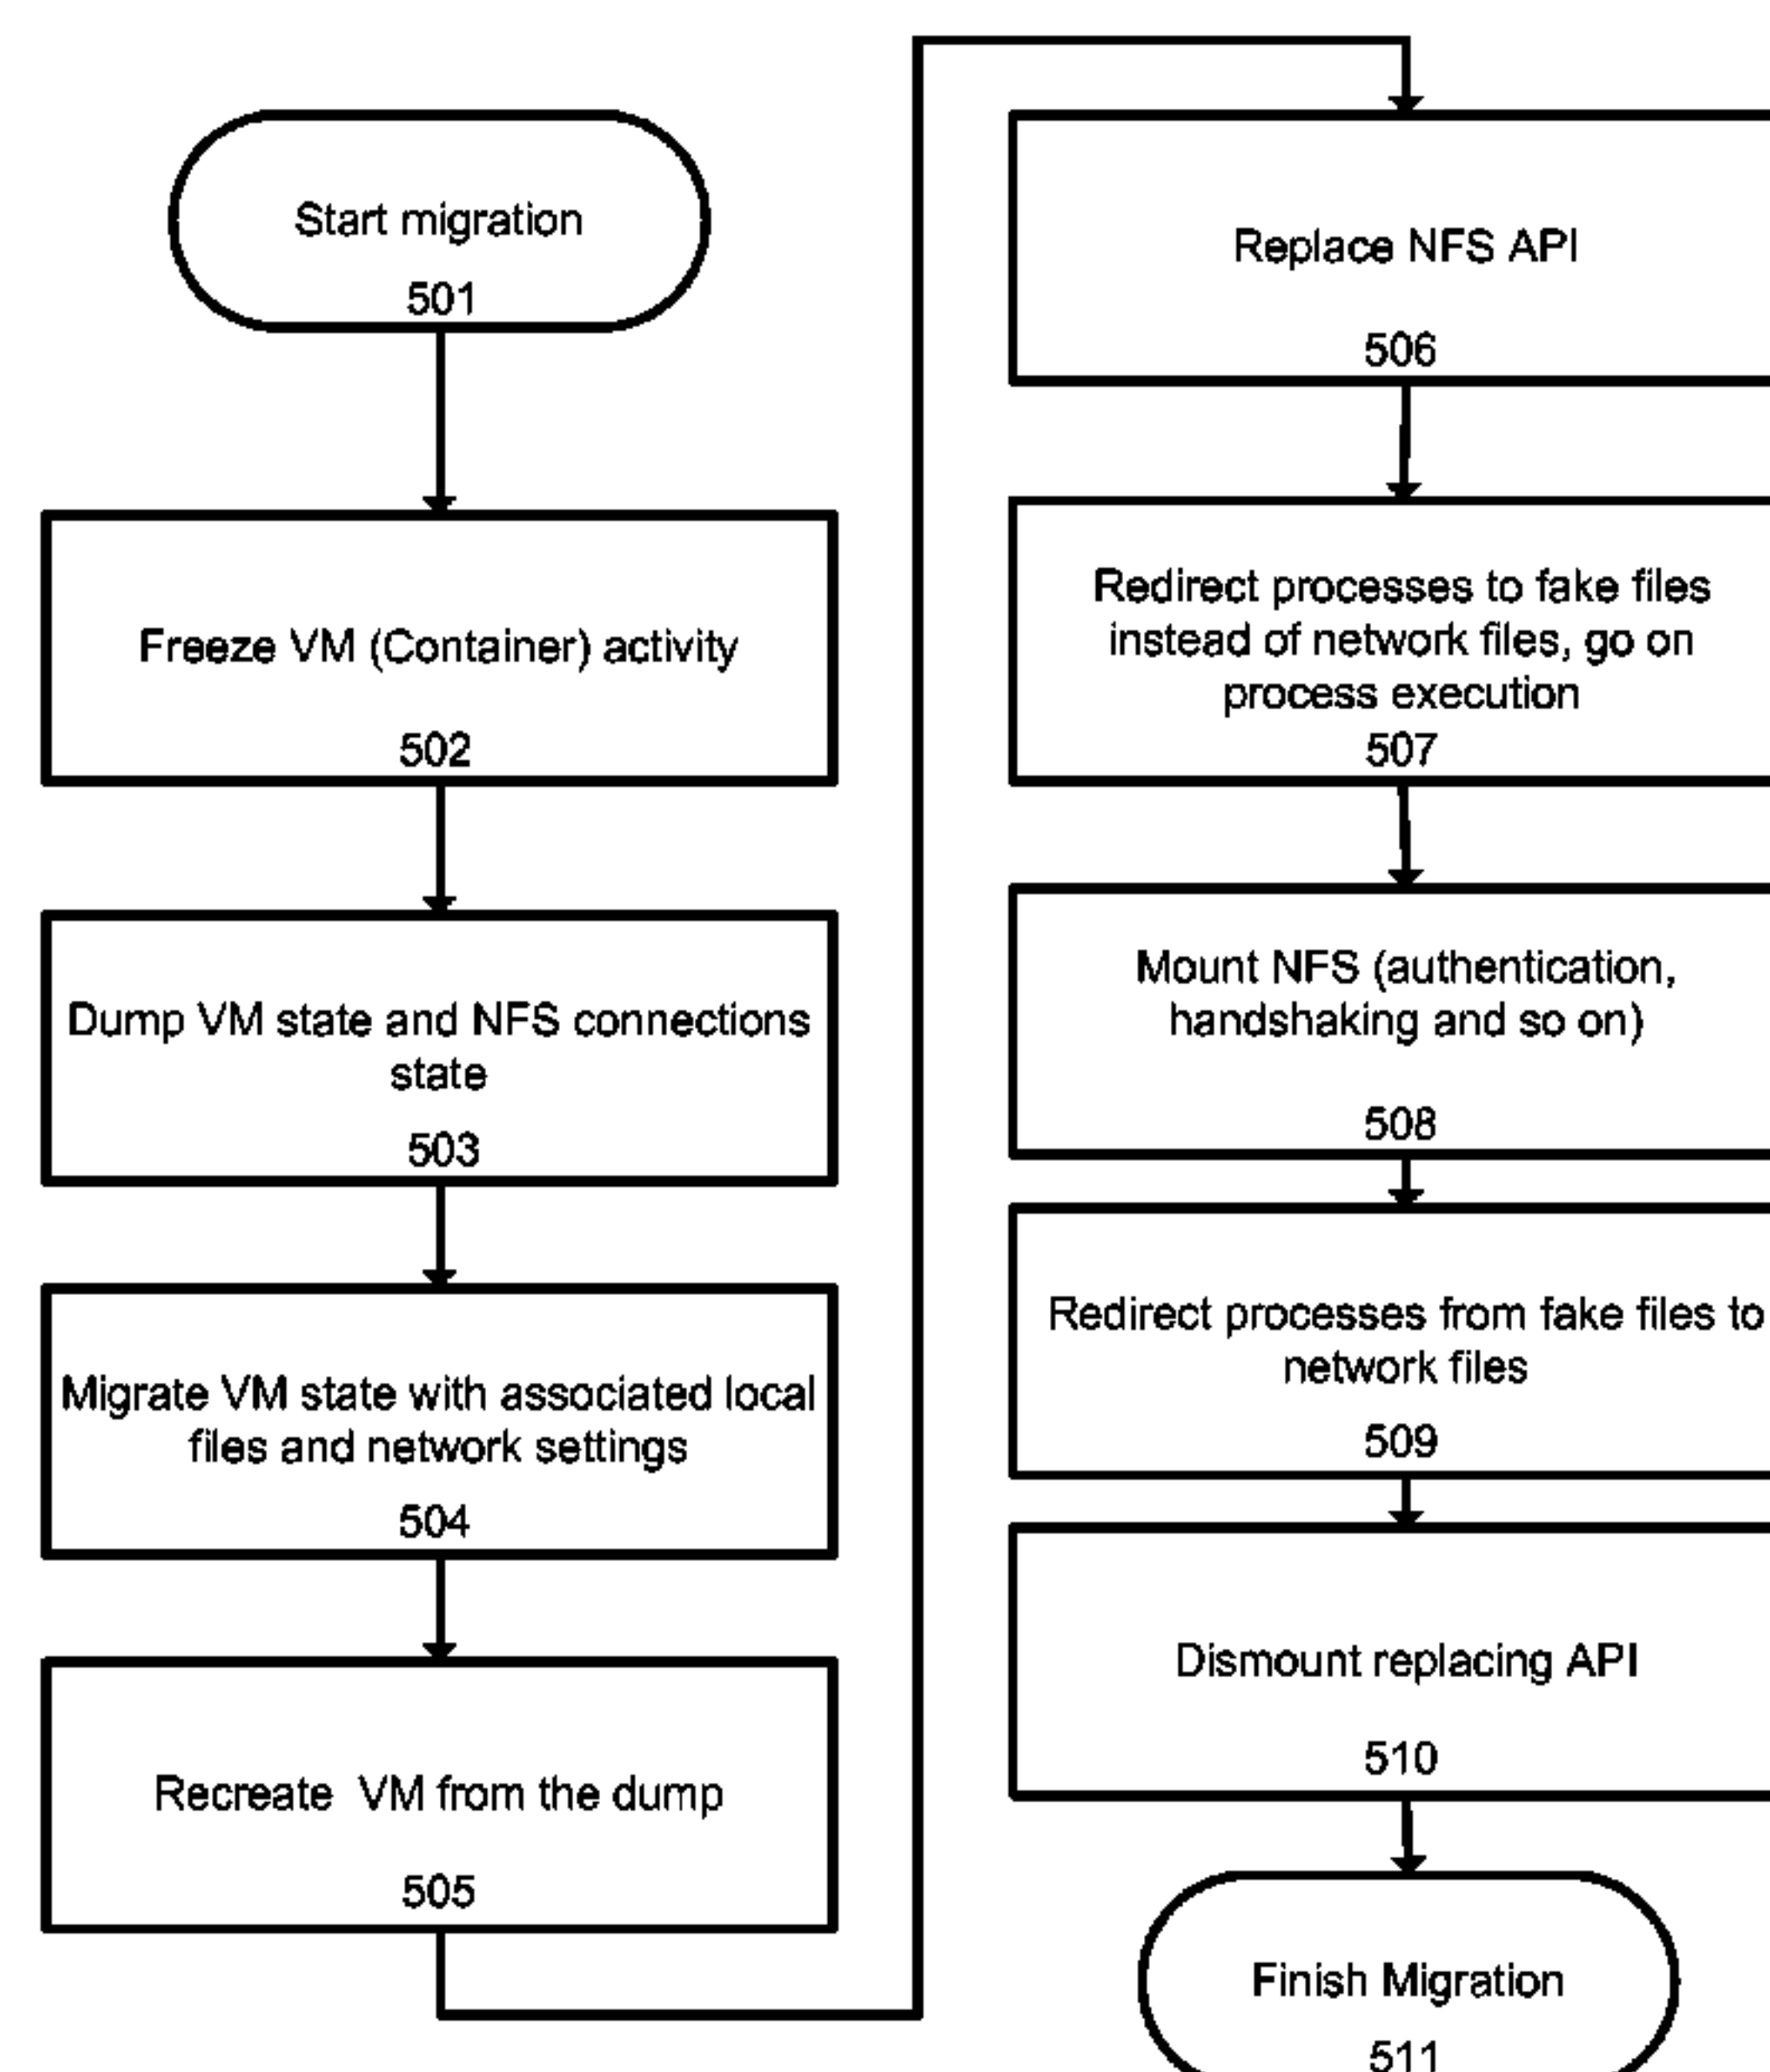 Start migration
501
Freeze VM (Container) activity
502
Dump VM state and NFS connections
state
503
Migrate VM state with associated local
files and network settings
504
Recreate VM from the dump
505
Replace NFS API
506
Redirect processes to fake files
instead of network files, go on
process execution
507
Mount NFS (authentication,
handshaking and so on)
508
Redirect processes from fake files to
network files
509
Dismount replacing API
510
Finish Migration
511